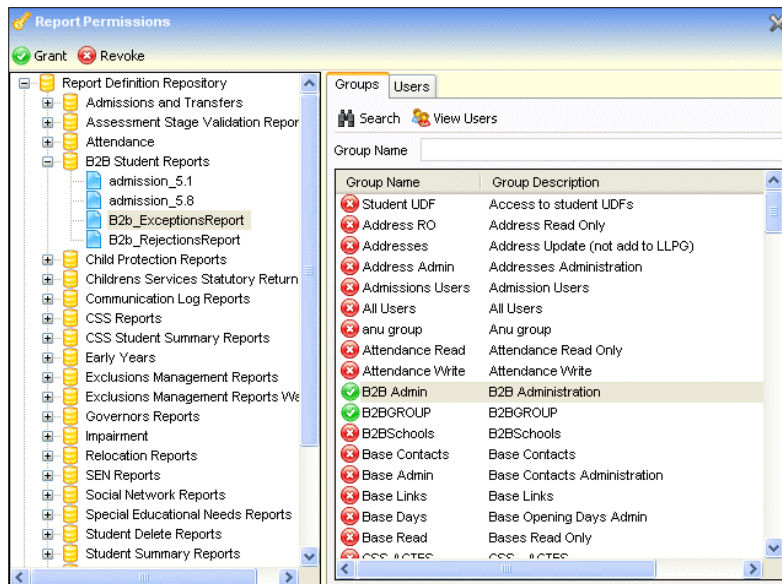 Report Permissions
Grant Revoke
Report Definition Repository
Admissions and Transfers
Assessment Stage Validation Repor
Attendance
B2B Student Reports
admission_5.1
admission_5.8
B2b_ExceptionsReport
B2b_RejectionsReport
Child Protection Reports
Childrens Services Statutory Return
Communication Log Reports
CSS Reports
CSS Student Summary Reports
Early Years
Exclusions Management Reports
Exclusions Management Reports We
Governors Reports
Impairment
Relocation Reports
SEN Reports
Social Network Reports
Special Educational Needs Reports
Student Delete Reports
Student Summary Reports
Groups Users
Search View Users
Group Name
Group Name Group Description
Student UDF Access to student UDFs
Address RO Address Read Only
Addresses Address Update (not add to LLPG)
Address Admin Addresses Administration
Admissions Users Admission Users
All Users All Users
anu group Anu group
Attendance Read Attendance Read Only
Attendance Write Attendance Write
B2B Admin B2B Administration
B2BGROUP B2BGROUP
B2BSchools B2BSchools
Base Contacts Base Contacts
Base Admin Base Contacts Administration
Base Links Base Links
Base Days Base Opening Days Admin
Base Read Bases Read Only